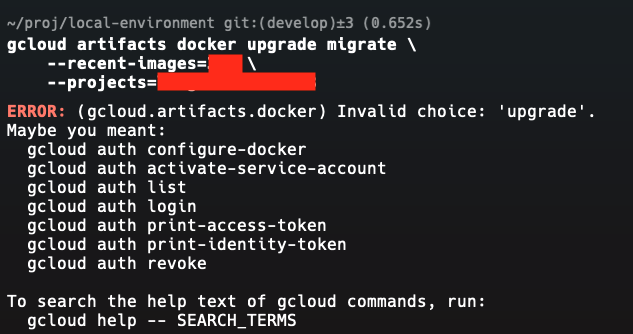 ~/proj/local-environment git:(develop)±3 (0.652s)
gcloud artifacts docker upgrade migrate \
--recent-images= \
--projects=
ERROR: (gcloud.artifacts.docker) Invalid choice: 'upgrade'.
Maybe you meant:
gcloud auth configure-docker
gcloud auth activate-service-account
gcloud auth list
gcloud auth login
gcloud auth print-access-token
gcloud auth print-identity-token
gcloud auth revoke
To search the help text of gcloud commands, run:
gcloud help -- SEARCH_TERMS